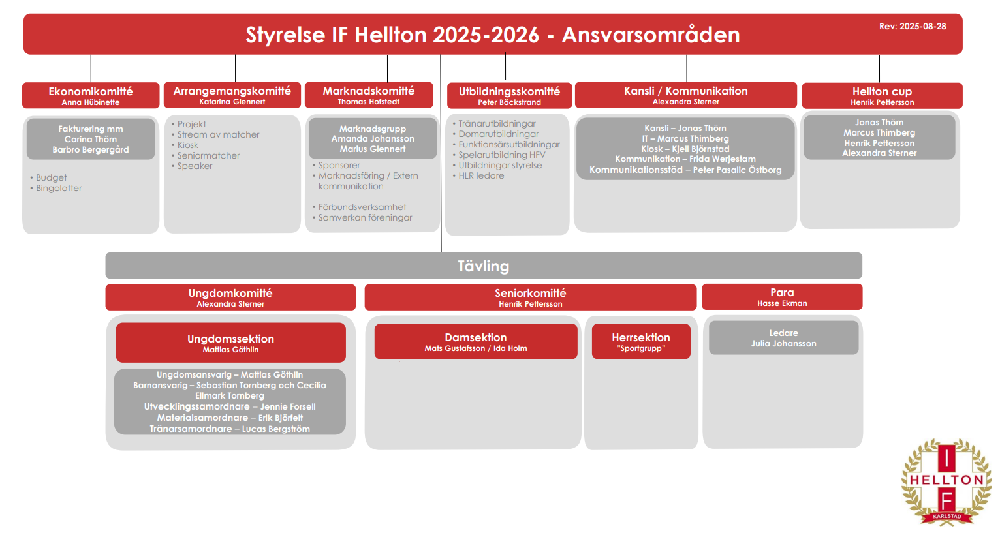 Styrelse IF Hellton 2025-2026 - Ansvarsområden
Rev: 2025-08-28
Ekonomikomitté
Anna Hübinette
Fakturering mm
Carina Thörn
Barbro Bergergård
• Budget
• Bingolotter
Arrangemangskomitté
Katarina Glennert
• Projekt
• Stream av matcher
• Kiosk
• Seniormatcher
• Speaker
Marknadskomitté
Thomas Hofstedt
Marknadsgrupp
Amanda Johansson
Marius Glennert
• Sponsorer
• Marknadsföring / Extern
kommunikation
• Förbundsverksamhet
• Samverkan föreningar
Utbildningsskomitté
Peter Bäckstrand
• Tränarutbildningar
• Domarutbildningar
• Funktionsärsutbildningar
• Spelarutbildning HFV
• Utbildningar styrelse
• HLR ledare
Kansli / Kommunikation
Alexandra Sterner
Kansli – Jonas Thörn
IT – Marcus Thimberg
Kiosk – Kjell Björnstad
Kommunikation – Frida Werjestam
Kommunikationsstöd – Peter Pasalic Östborg
Hellton cup
Henrik Pettersson
Jonas Thörn
Marcus Thimberg
Henrik Pettersson
Alexandra Sterner
Tävling
Ungdomkomitté
Alexandra Sterner
Ungdomssektion
Mattias Göthlin
Ungdomsansvarig – Mattias Göthlin
Barnansvarig – Sebastian Tornberg och Cecilia
Ellmark Tornberg
Utvecklingssamordnare – Jennie Forsell
Materialsamordnare – Erik Björfelt
Tränarsamordnare – Lucas Bergström
Seniorkomitté
Henrik Pettersson
Damsektion
Mats Gustafsson / Ida Holm
Herrsektion
"Sportgrupp"
Para
Hasse Ekman
Ledare
Julia Johansson
I
HELLTON
F
KARLSTAD